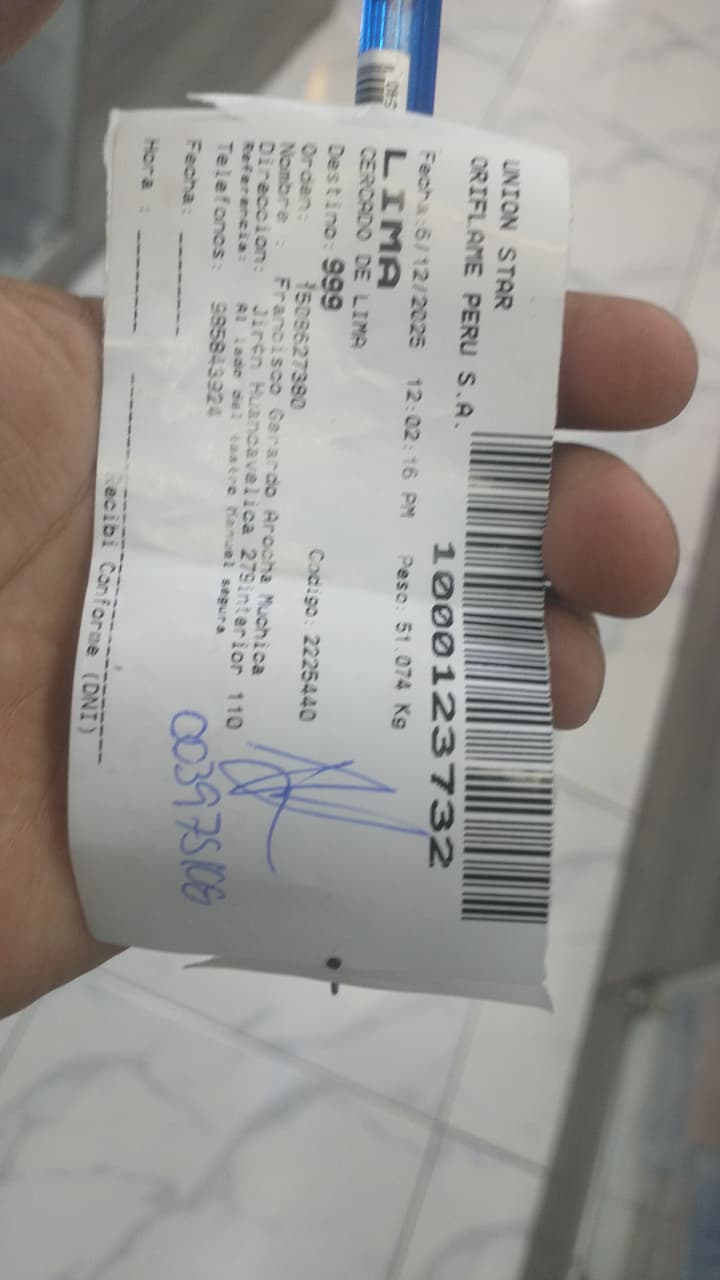 UNION STAR
ORIFLAME PERU S.A.
1000123732
Fecha:6/12/2025 12:02:16 PM Peso: 51.074 Kg
LIMA
CERCADO DE LIMA
Destino: 999
Orden: 1508627380 Codigo: 2225440
Nombre : Francisco Gerardo Arocha Muchica
Direccion: Jirón Huancavelica 279interior 110
Referencia: Al lado del teatro Manuel segura
Telefonos: 985843924
Fecha:
Hora :
Recibi Conforme (DNI)
003975106